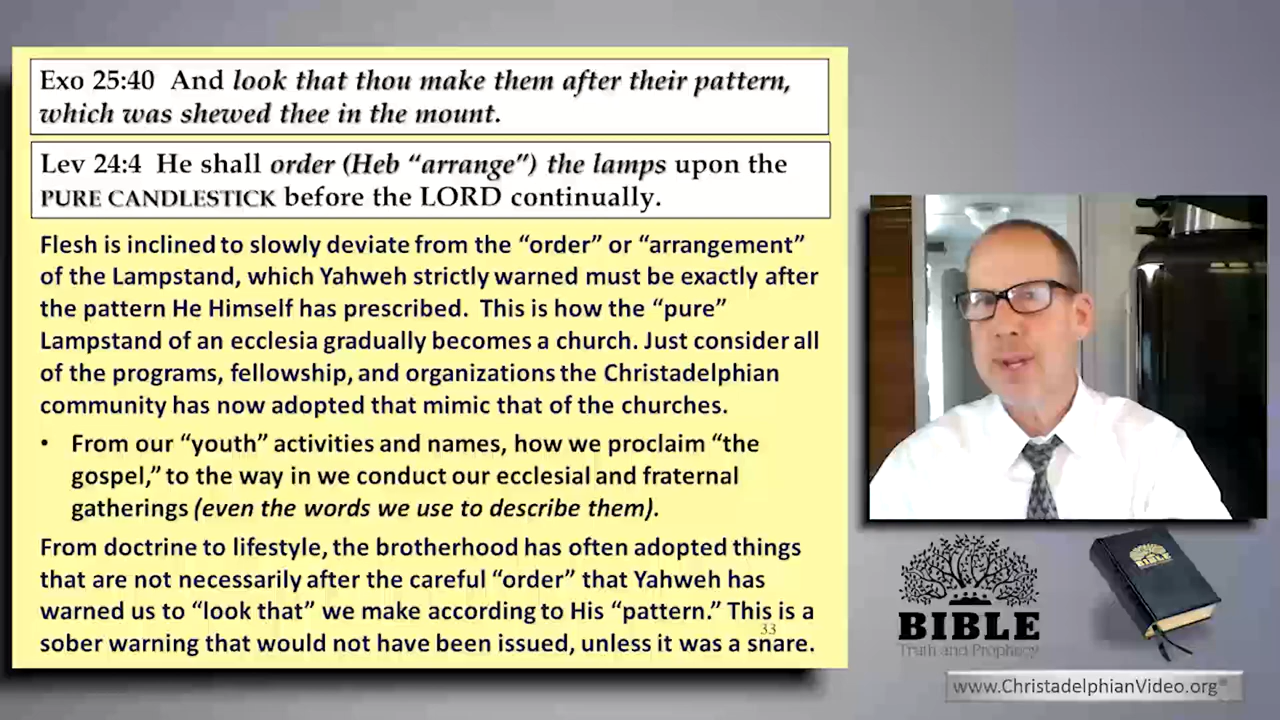 Exo 25:40 And look that thou make them after their pattern,
which was shewed thee in the mount.
Lev 24:4 He shall order (Heb “arrange”) the lamps upon the
PURE CANDLESTICK before the LORD continually.
Flesh is inclined to slowly deviate from the “order” or “arrangement”
of the Lampstand, which Yahweh strictly warned must be exactly after
the pattern He Himself has prescribed. This is how the “pure”
Lampstand of an ecclesia gradually becomes a church. Just consider all
of the programs, fellowship, and organizations the Christadelphian
community has now adopted that mimic that of the churches.
• From our “youth” activities and names, how we proclaim “the
gospel,” to the way in we conduct our ecclesial and fraternal
gatherings (even the words we use to describe them).
From doctrine to lifestyle, the brotherhood has often adopted things
that are not necessarily after the careful “order” that Yahweh has
warned us to “look that” we make according to His “pattern.” This is a
sober warning that would not have been issued, unless it was a snare.
33
BIBLE
Truth and Prophecy
BIBLE
www.ChristadelphianVideo.org®